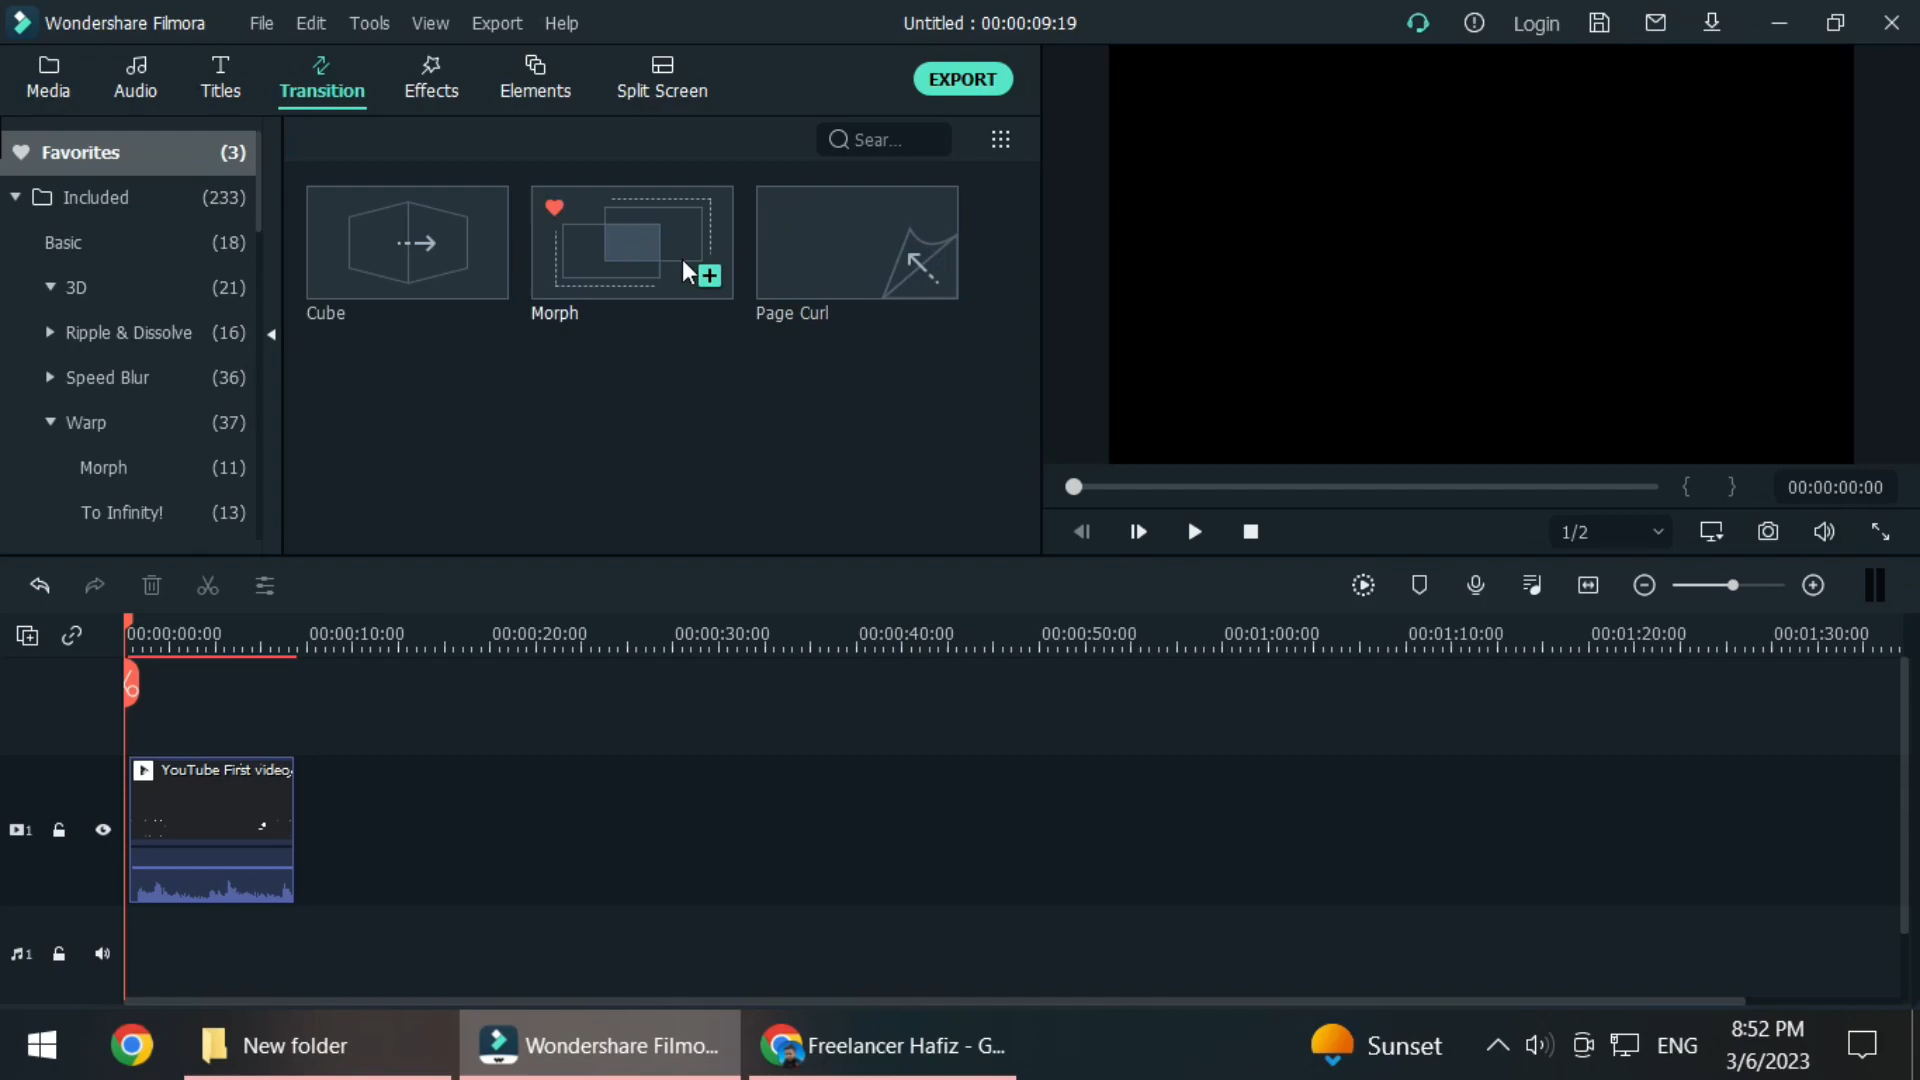 Wondershare Filmora File Edit Tools View Export Help Untitled : 00:00:09:19 Login
Media Audio Titles Transition Effects Elements Split Screen EXPORT
Favorites (3)
Sear...
Included (233)
Basic (18)
3D (21)
Ripple & Dissolve (16)
Speed Blur (36)
Warp (37)
Morph (11)
To Infinity! (13)
Cube Morph Page Curl
{ } 00:00:00:00
1/2
00:00:00:00 00:00:10:00 00:00:20:00 00:00:30:00 00:00:40:00 00:00:50:00 00:01:00:00 00:01:10:00 00:01:20:00 00:01:30:00
YouTube First video
1
1
New folder Wondershare Filmo... Freelancer Hafiz - G... Sunset ENG
8:52 PM
3/6/2023